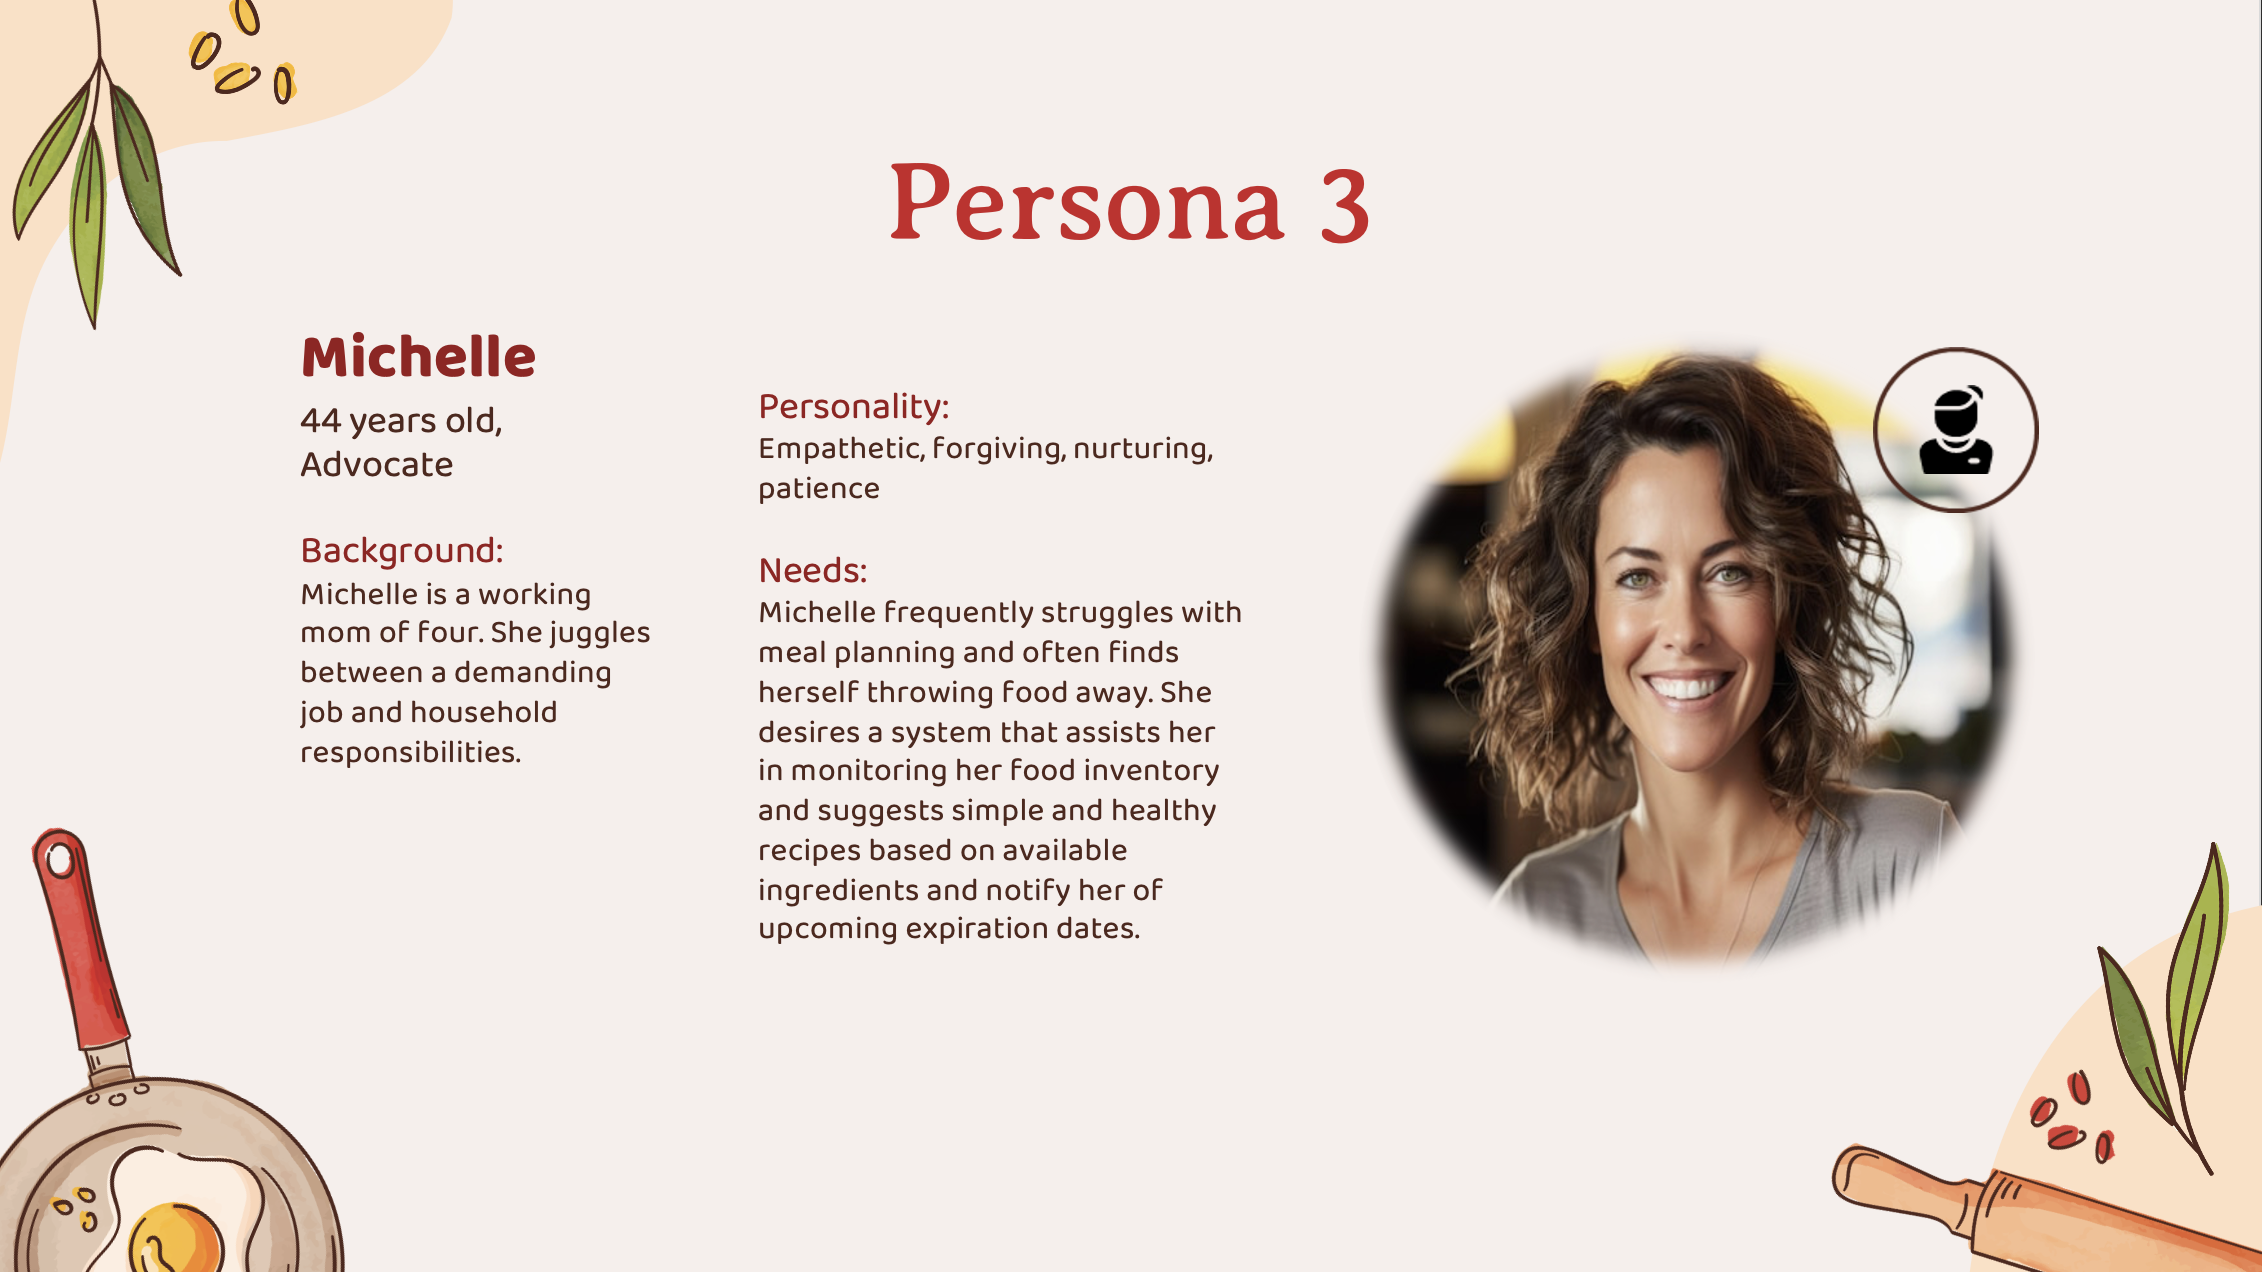 Persona 3
Michelle
44 years old,
Advocate
Background:
Michelle is a working
mom of four. She juggles
between a demanding
job and household
responsibilities.
Personality:
Empathetic, forgiving, nurturing,
patience
Needs:
Michelle frequently struggles with
meal planning and often finds
herself throwing food away. She
desires a system that assists her
in monitoring her food inventory
and suggests simple and healthy
recipes based on available
ingredients and notify her of
upcoming expiration dates.